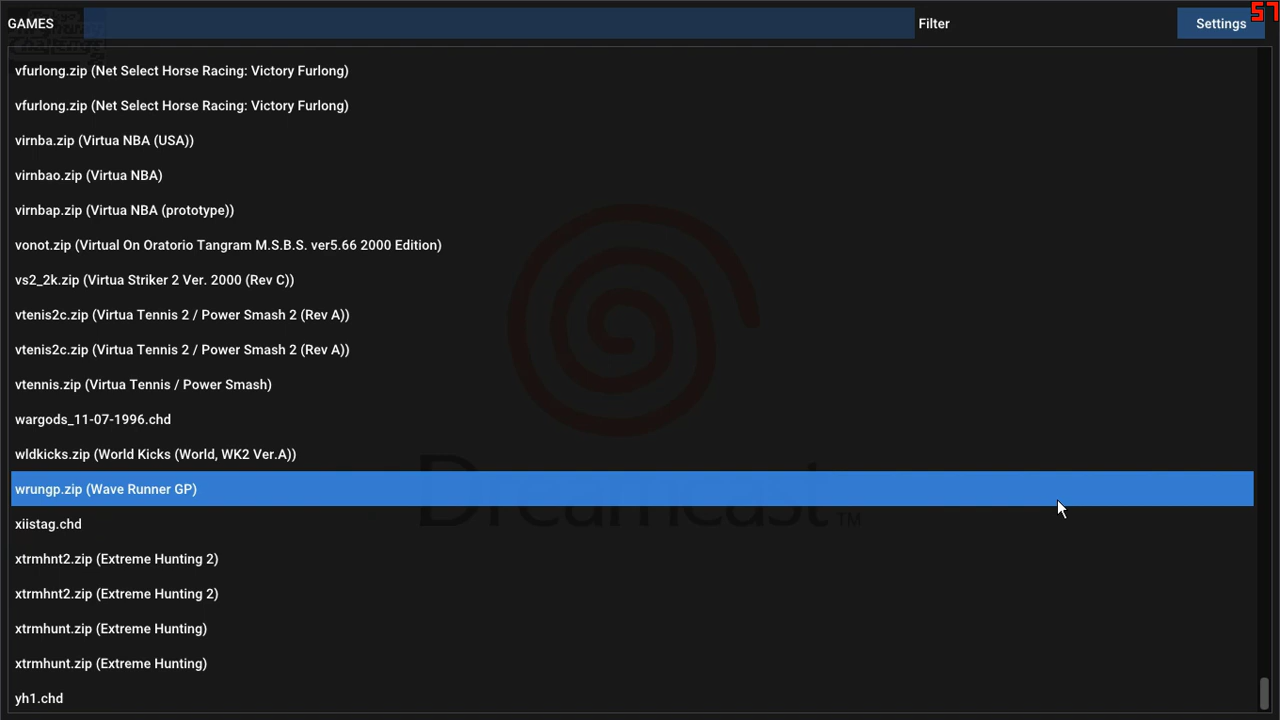 GAMES
Filter
Settings
57
vfurlong.zip (Net Select Horse Racing: Victory Furlong)
vfurlong.zip (Net Select Horse Racing: Victory Furlong)
virnba.zip (Virtua NBA (USA))
virnbao.zip (Virtua NBA)
virnbap.zip (Virtua NBA (prototype))
vonot.zip (Virtual On Oratorio Tangram M.S.B.S. ver5.66 2000 Edition)
vs2_2k.zip (Virtua Striker 2 Ver. 2000 (Rev C))
vtenis2c.zip (Virtua Tennis 2 / Power Smash 2 (Rev A))
vtenis2c.zip (Virtua Tennis 2 / Power Smash 2 (Rev A))
vtennis.zip (Virtua Tennis / Power Smash)
wargods_11-07-1996.chd
wldkicks.zip (World Kicks (World, WK2 Ver.A))
wrungp.zip (Wave Runner GP)
Dreamcast™
xiistag.chd
xtrmhnt2.zip (Extreme Hunting 2)
xtrmhnt2.zip (Extreme Hunting 2)
xtrmhunt.zip (Extreme Hunting)
xtrmhunt.zip (Extreme Hunting)
yh1.chd